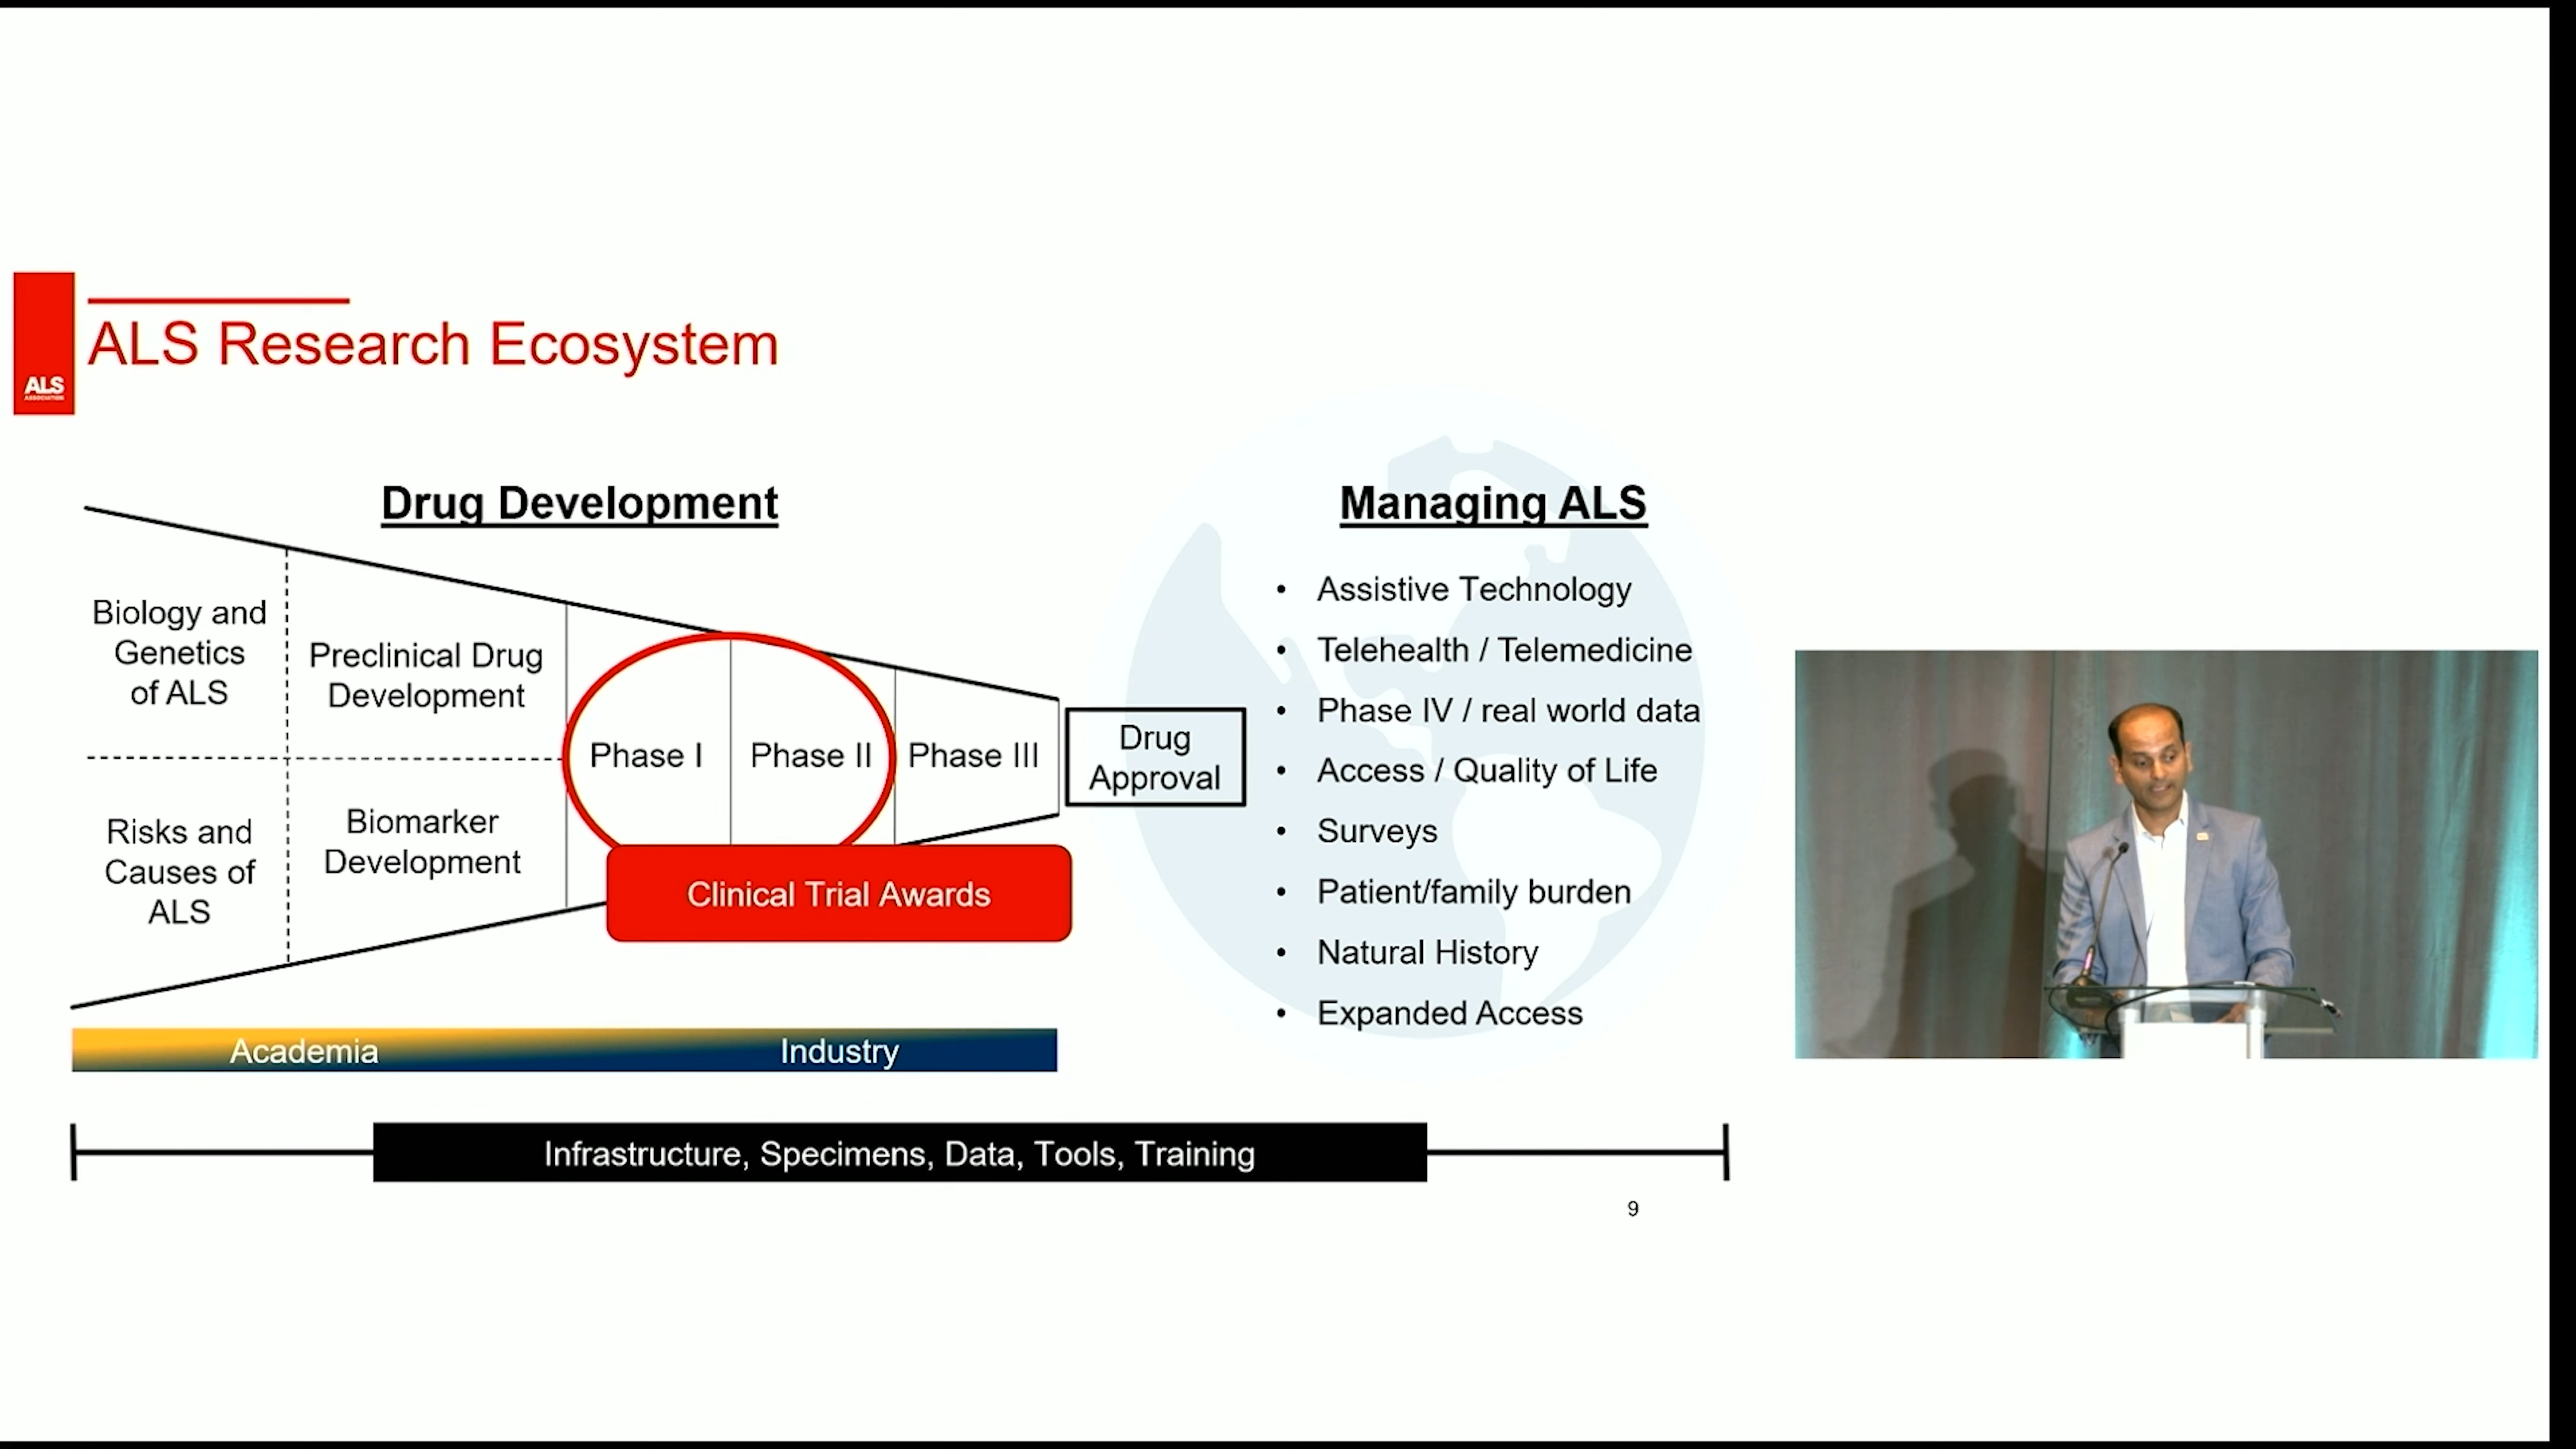 ALS
ASSOCIATION
ALS Research Ecosystem
Drug Development
Biology and
Genetics
of ALS
Preclinical Drug
Development
Risks and
Causes of
ALS
Biomarker
Development
Phase I
Phase II
Phase III
Drug
Approval
Clinical Trial Awards
Academia
Industry
Managing ALS
• Assistive Technology
• Telehealth / Telemedicine
• Phase IV / real world data
• Access / Quality of Life
• Surveys
• Patient/family burden
• Natural History
• Expanded Access
Infrastructure, Specimens, Data, Tools, Training
9